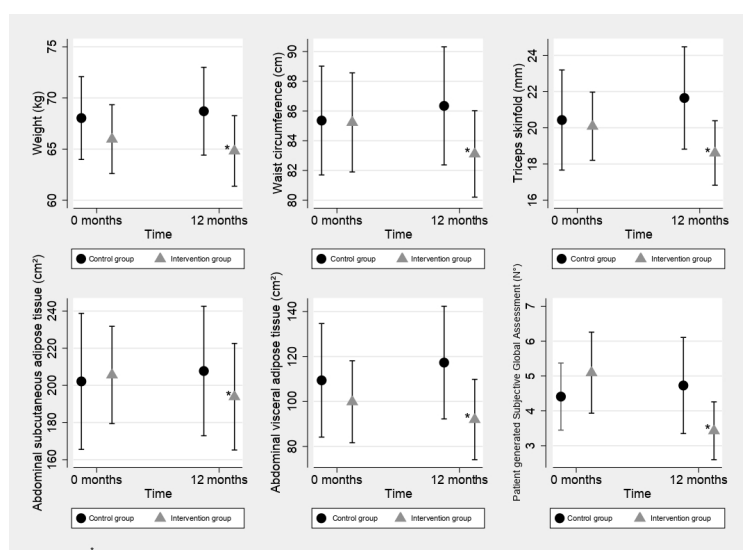 Weight (kg)
75
70
65
60
*
0 months
12 months
Time
Control group
Intervention group
Waist circumference (cm)
90
88
86
84
82
80
*
0 months
12 months
Time
Control group
Intervention group
Triceps skinfold (mm)
24
22
20
18
16
*
0 months
12 months
Time
Control group
Intervention group
Abdominal subcutaneous adipose tissue (cm²)
240
220
200
180
160
*
0 months
12 months
Time
Control group
Intervention group
Abdominal visceral adipose tissue (cm²)
140
120
100
80
*
0 months
12 months
Time
Control group
Intervention group
Patient generated Subjective Global Assessment (N°)
7
6
5
4
3
*
0 months
12 months
Time
Control group
Intervention group